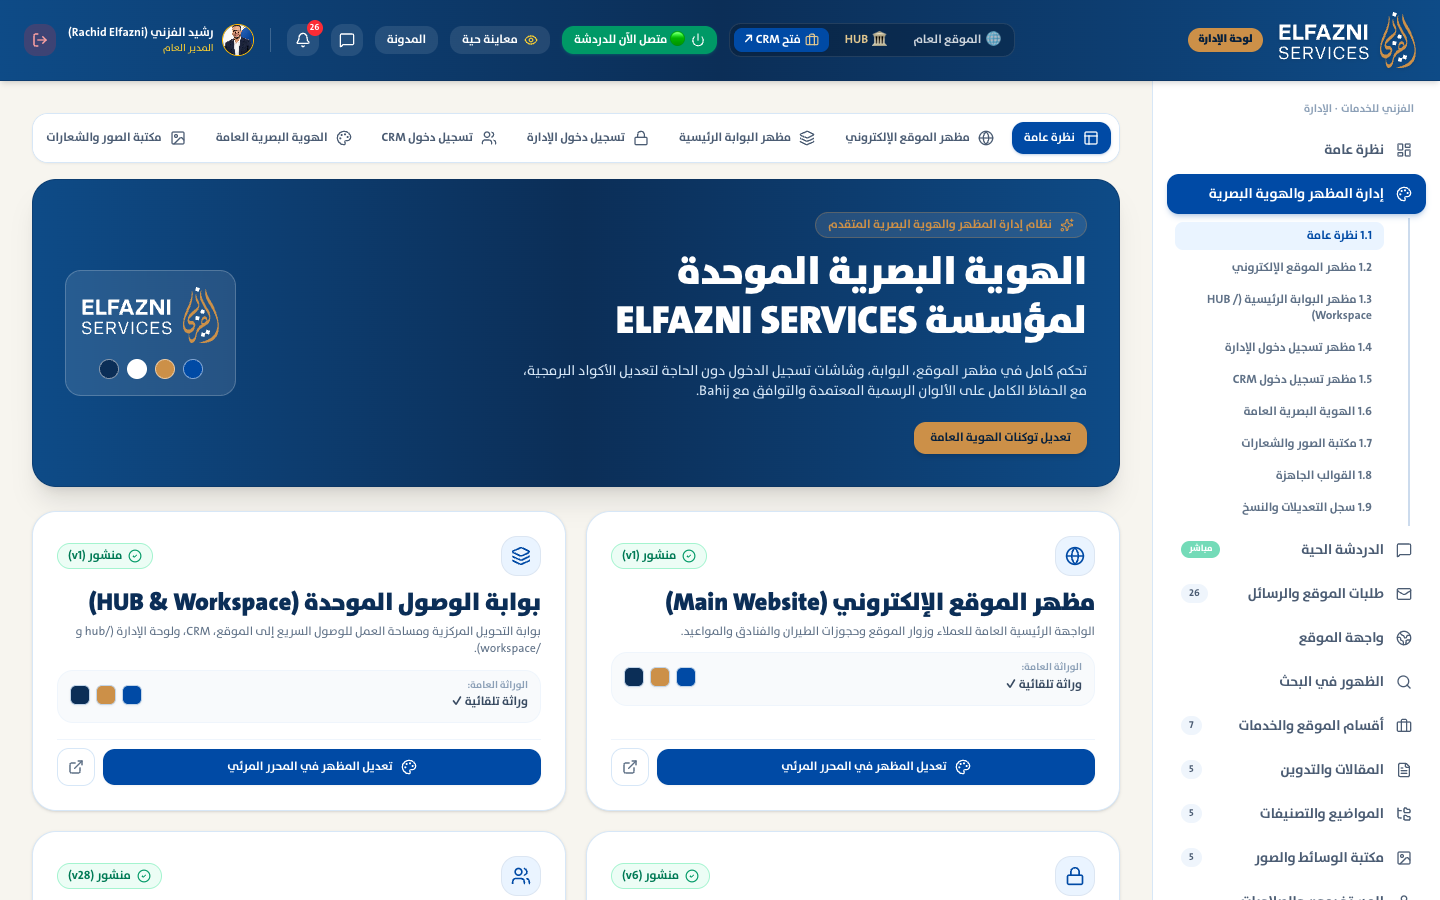 ELFAZNI
SERVICES
لوحة الإدارة
الموقع العام
HUB
فتح CRM ↗
متصل الآن للدردشة
معاينة حية
المدونة
26
رشيد الفزني (Rachid Elfazni)
المدير العام
الفزني للخدمات · الإدارة
نظرة عامة
إدارة المظهر والهوية البصرية
1.1 نظرة عامة
1.2 مظهر الموقع الإلكتروني
1.3 مظهر البوابة الرئيسية (HUB /
Workspace)
1.4 مظهر تسجيل دخول الإدارة
1.5 مظهر تسجيل دخول CRM
1.6 الهوية البصرية العامة
1.7 مكتبة الصور والشعارات
1.8 القوالب الجاهزة
1.9 سجل التعديلات والنسخ
الدردشة الحية
مباشر
طلبات الموقع والرسائل
26
واجهة الموقع
الظهور في البحث
أقسام الموقع والخدمات
7
المقالات والتدوين
5
المواضيع والتصنيفات
5
مكتبة الوسائط والصور
5
نظرة عامة
مظهر الموقع الإلكتروني
مظهر البوابة الرئيسية
تسجيل دخول الإدارة
تسجيل دخول CRM
الهوية البصرية العامة
مكتبة الصور والشعارات
نظام إدارة المظهر والهوية البصرية المتقدم
الهوية البصرية الموحدة
لمؤسسة ELFAZNI SERVICES
تحكم كامل في مظهر الموقع، البوابة، وشاشات تسجيل الدخول دون الحاجة لتعديل الأكواد البرمجية،
مع الحفاظ الكامل على الألوان الرسمية المعتمدة والتوافق مع Bahij.
تعديل توكنات الهوية العامة
ELFAZNI
SERVICES
منشور (v1)
مظهر الموقع الإلكتروني (Main Website)
الواجهة الرئيسية العامة للعملاء وزوار الموقع وحجوزات الطيران والفنادق والمواعيد.
الوراثة العامة:
وراثة تلقائية ✓
تعديل المظهر في المحرر المرئي
منشور (v1)
بوابة الوصول الموحدة (HUB & Workspace)
بوابة التحويل المركزية ومساحة العمل للوصول السريع إلى الموقع، CRM، ولوحة الإدارة (/hub و
/workspace).
الوراثة العامة:
وراثة تلقائية ✓
تعديل المظهر في المحرر المرئي
منشور (v6)
منشور (v28)